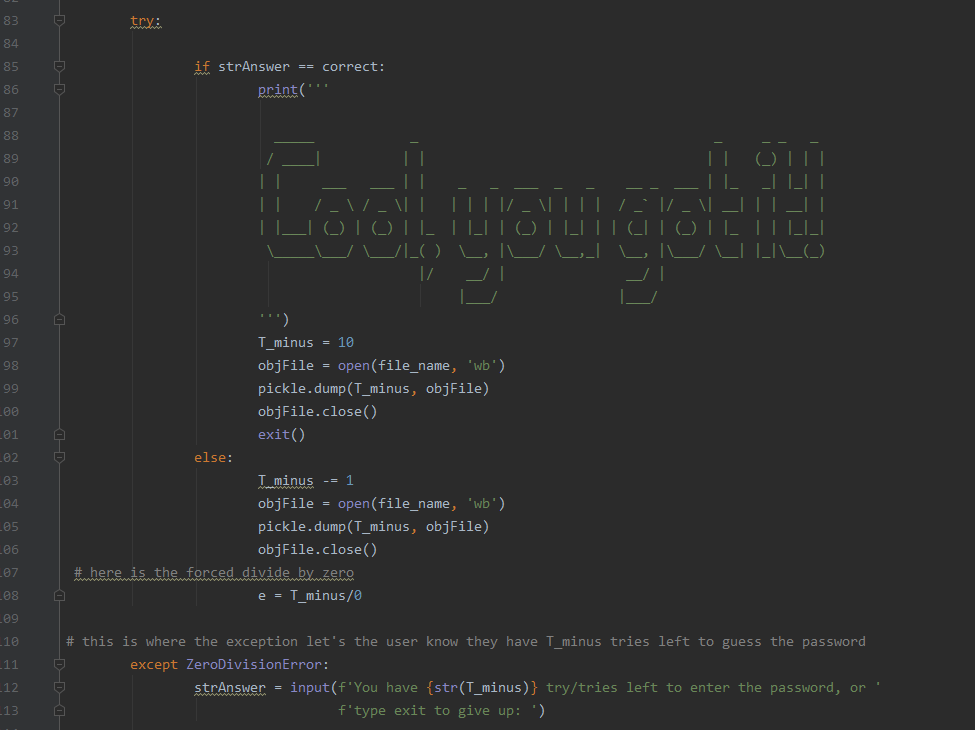 83 try:
84
85 if strAnswer == correct:
86 print('''
87
88   _____            _                                     _     _ _   _
89  / ____|          | |                                   | |   (_) | | |
90 | |     ___   ___ | |    _   _  ___  _   _    __ _  ___ | |_   _| |_| |
91 | |    / _ \ / _ \| |   | | | |/ _ \| | | |  / _` |/ _ \| __| | | __| |
92 | |___| (_) | (_) | |_  | |_| | (_) | |_| | | (_| | (_) | |_  | | |_|_|
93  \_____\___/ \___/|_( )  \__, |\___/ \__,_|  \__, |\___/ \__| |_|\__(_)
94                     |/    __/ |               __/ |
95                          |___/               |___/
96 ''')
97 T_minus = 10
98 objFile = open(file_name, 'wb')
99 pickle.dump(T_minus, objFile)
00 objFile.close()
01 exit()
02 else:
03 T_minus -= 1
04 objFile = open(file_name, 'wb')
05 pickle.dump(T_minus, objFile)
06 objFile.close()
07 # here is the forced divide by zero
08 e = T_minus/0
09
10 # this is where the exception let's the user know they have T_minus tries left to guess the password
11 except ZeroDivisionError:
12 strAnswer = input(f'You have {str(T_minus)} try/tries left to enter the password, or '
13 f'type exit to give up: ')